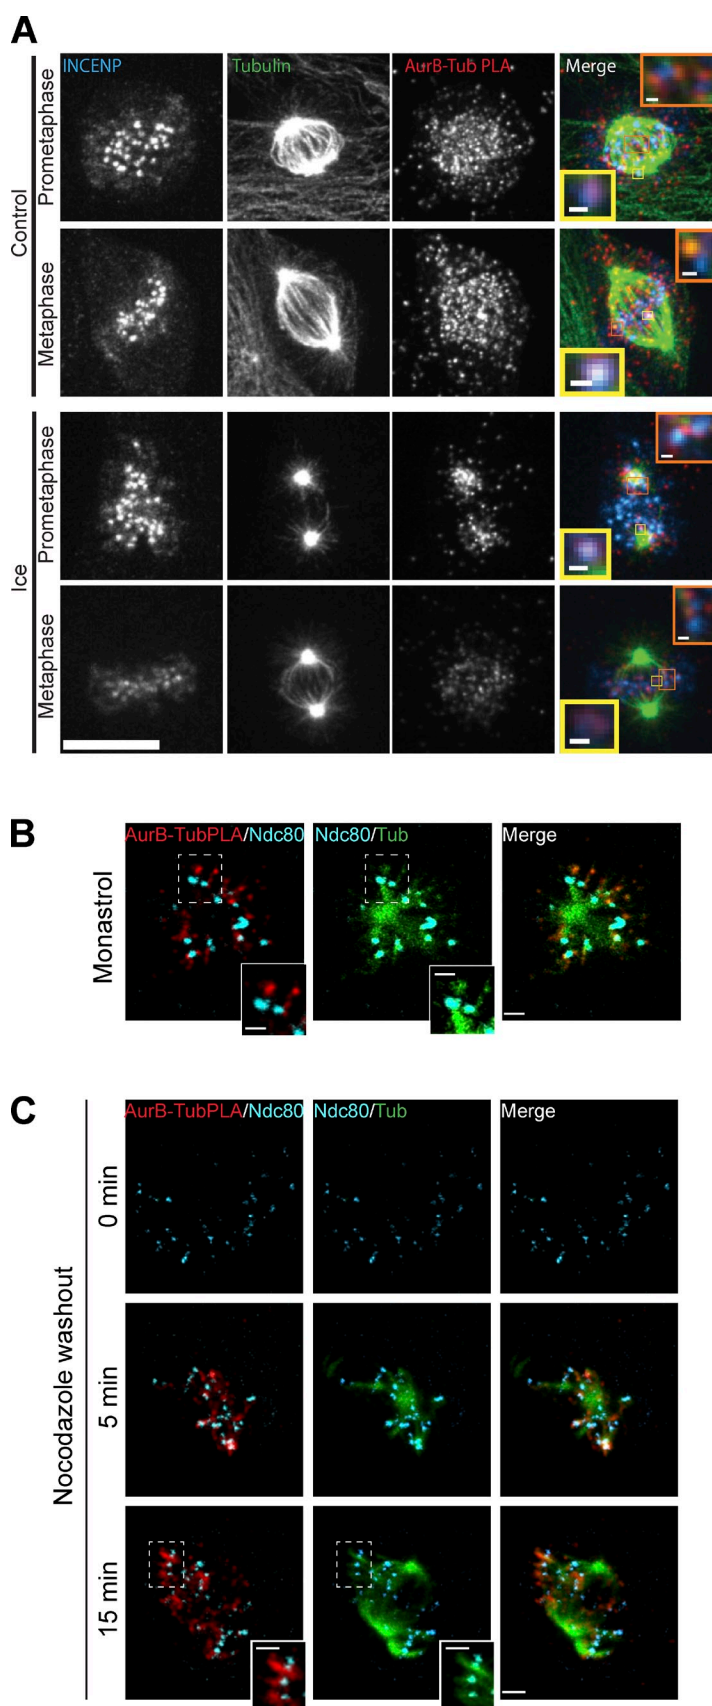 A
INCENP Tubulin AurB-Tub PLA Merge
Control
Prometaphase
Metaphase
Ice
Prometaphase
Metaphase
B
AurB-TubPLA/Ndc80 Ndc80/Tub Merge
Monastrol
C
AurB-TubPLA/Ndc80 Ndc80/Tub Merge
Nocodazole washout
0 min
5 min
15 min